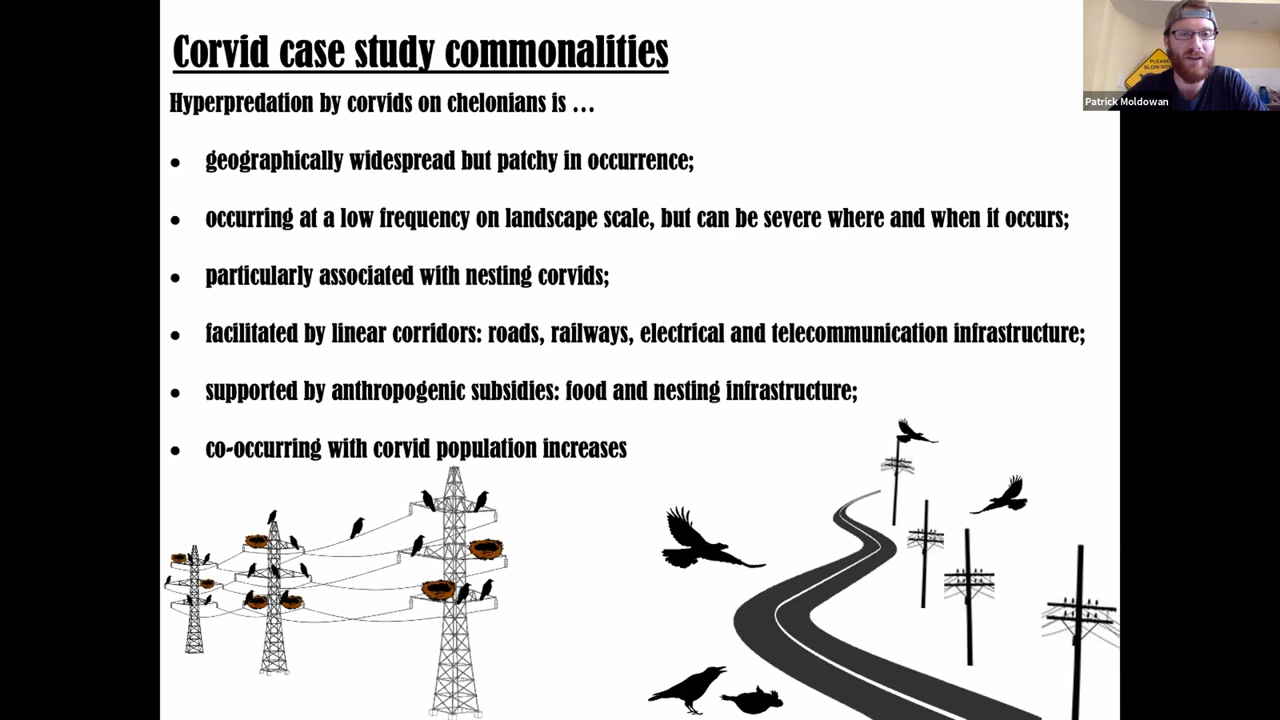 Corvid case study commonalities
Hyperpredation by corvids on chelonians is …
• geographically widespread but patchy in occurrence;
• occurring at a low frequency on landscape scale, but can be severe where and when it occurs;
• particularly associated with nesting corvids;
• facilitated by linear corridors: roads, railways, electrical and telecommunication infrastructure;
• supported by anthropogenic subsidies: food and nesting infrastructure;
• co-occurring with corvid population increases
PLEASE
SLOW DOWN
Patrick Moldowan